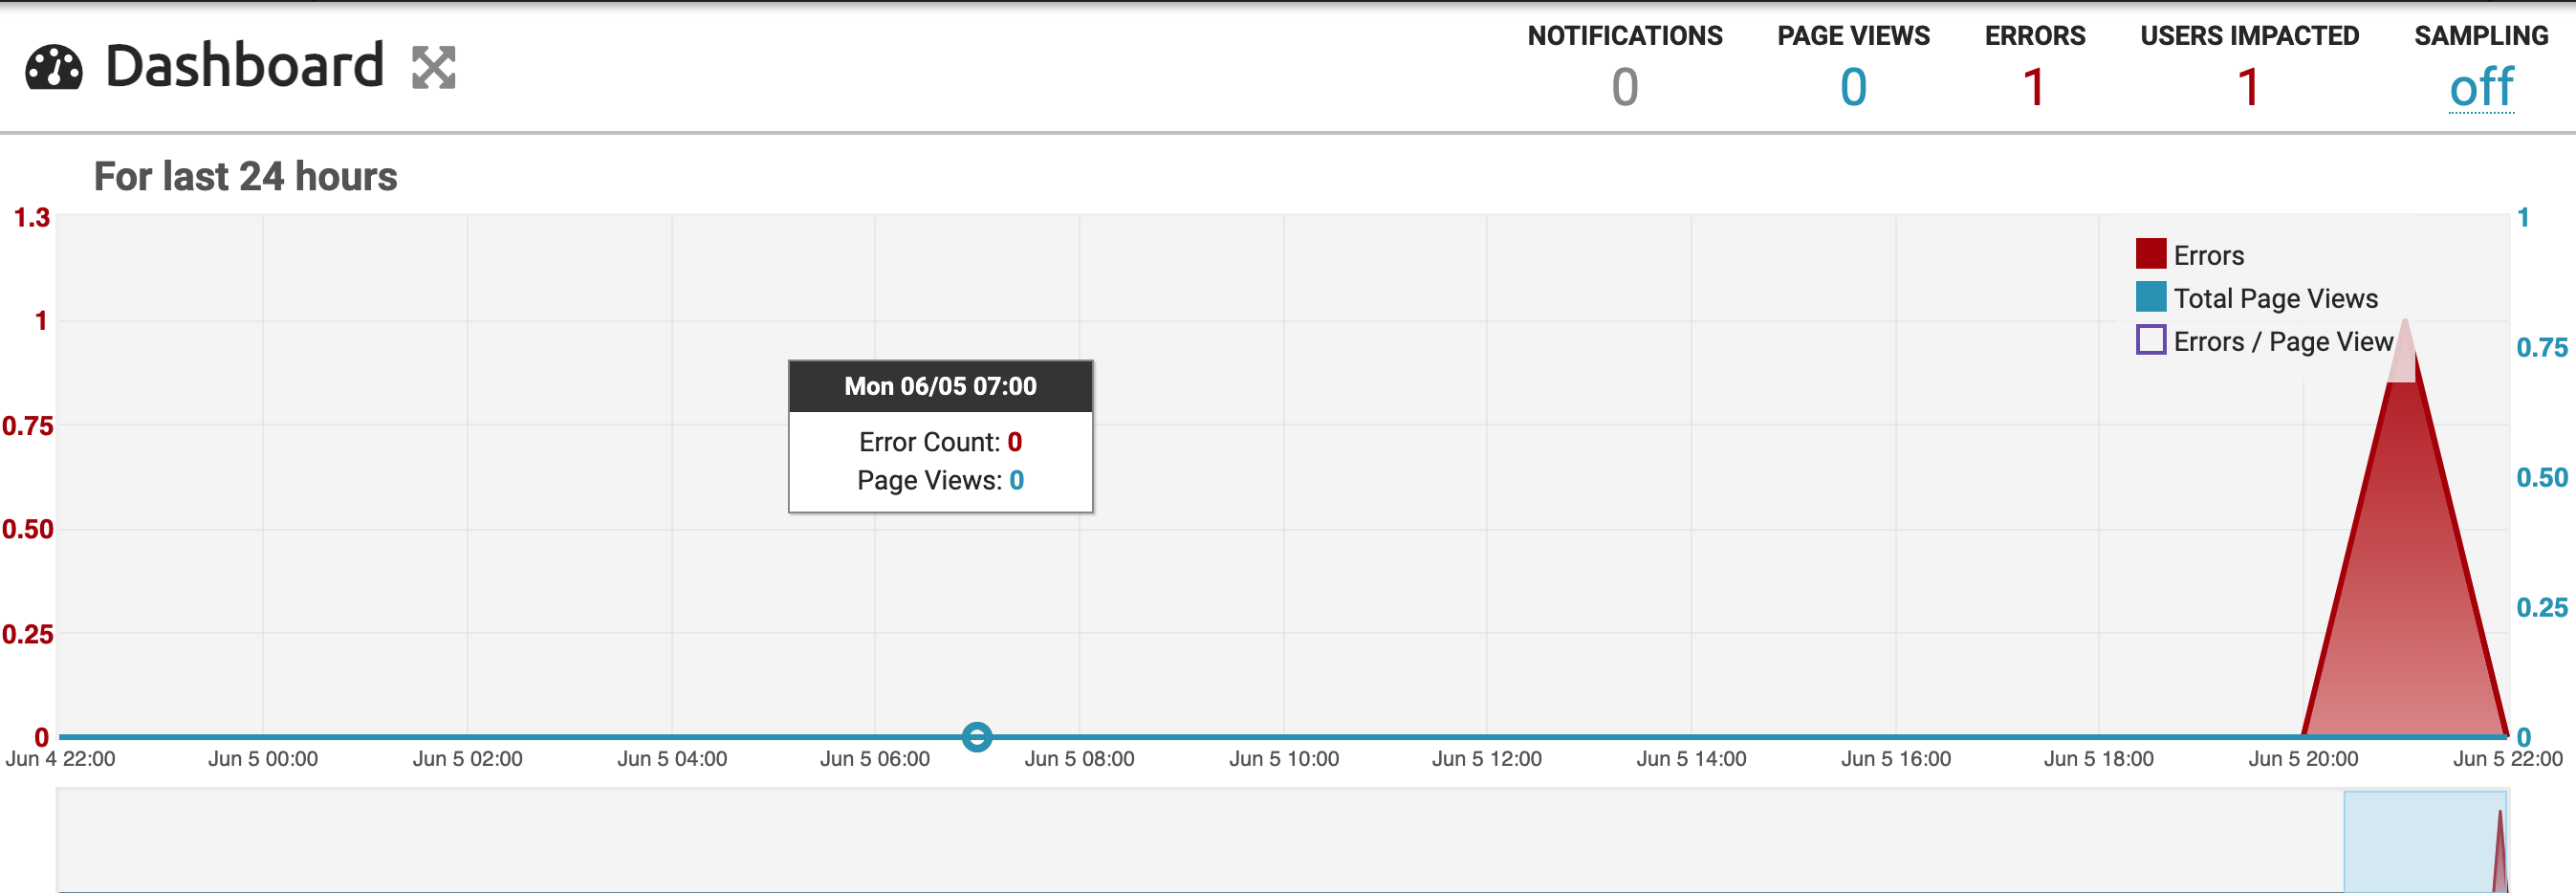 Dashboard
NOTIFICATIONS PAGE VIEWS ERRORS USERS IMPACTED SAMPLING
0 0 1 1 off
For last 24 hours
1.3
1
0.75
0.50
0.25
0
Errors
Total Page Views
Errors / Page View
Mon 06/05 07:00
Error Count: 0
Page Views: 0
1
0.75
0.50
0.25
0
Jun 4 22:00 Jun 5 00:00 Jun 5 02:00 Jun 5 04:00 Jun 5 06:00 Jun 5 08:00 Jun 5 10:00 Jun 5 12:00 Jun 5 14:00 Jun 5 16:00 Jun 5 18:00 Jun 5 20:00 Jun 5 22:00